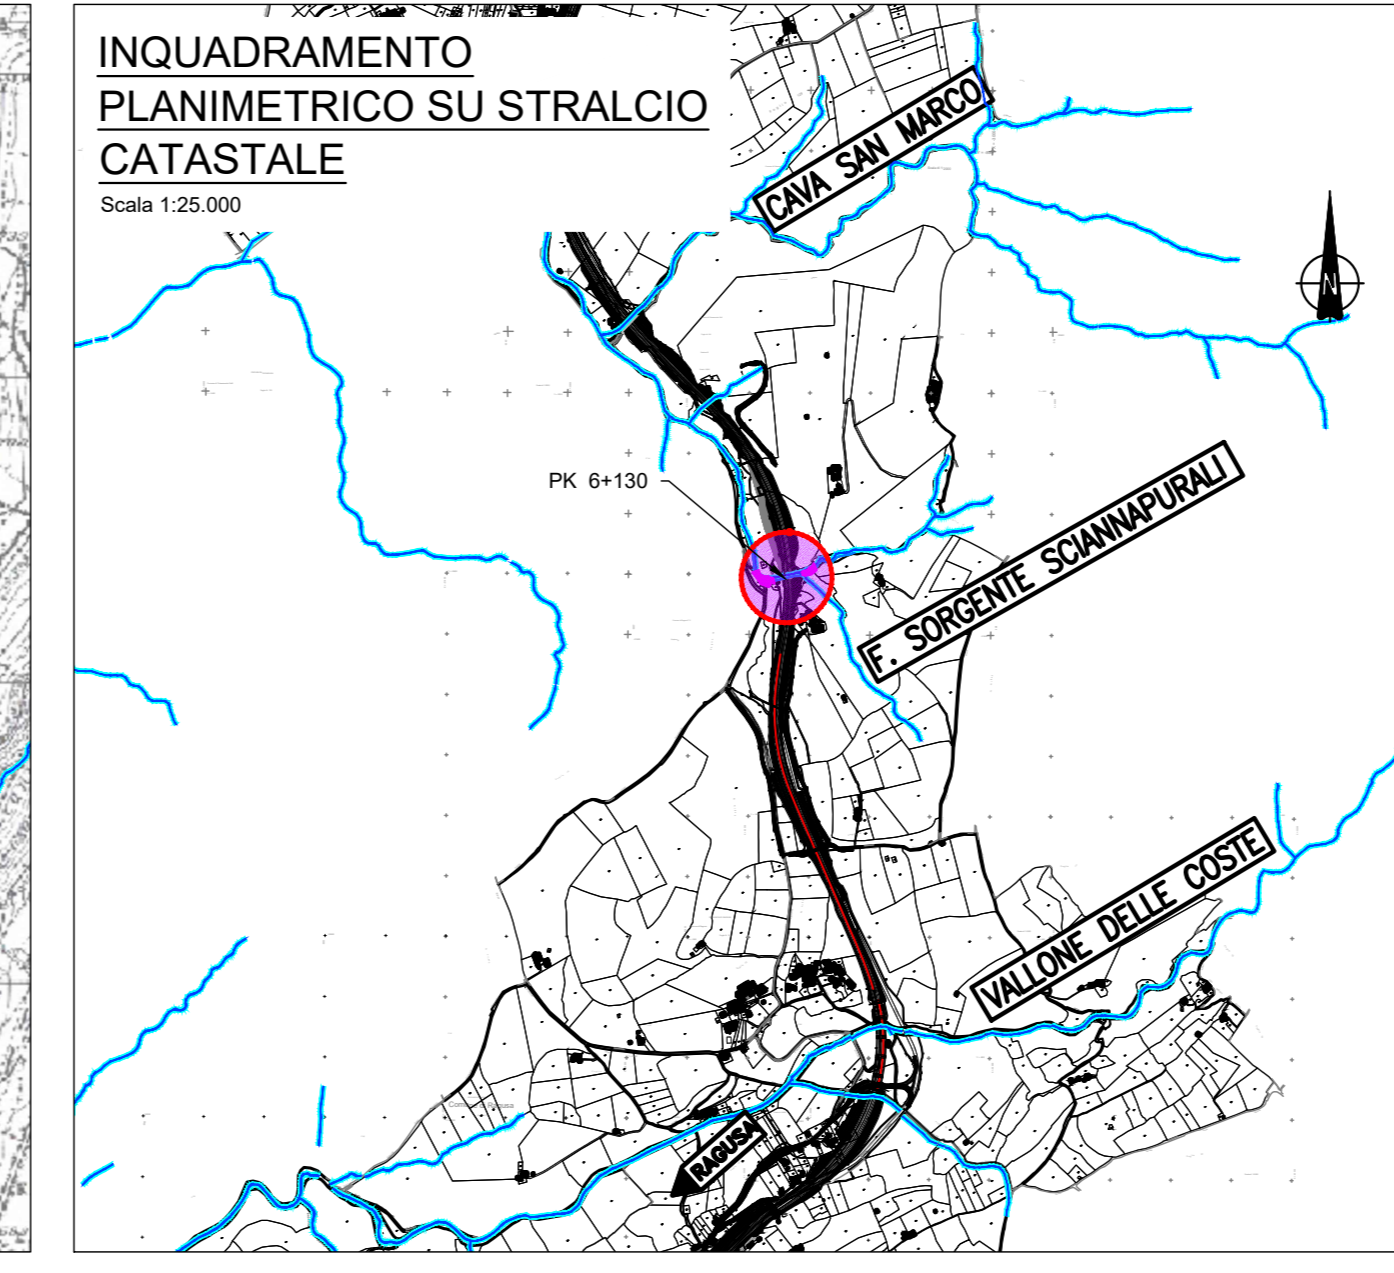 INQUADRAMENTO
PLANIMETRICO SU STRALCIO
CATASTALE
Scala 1:25.000
CAVA SAN MARCO
N
PK 6+130
F. SORGENTE SCIANNAPURALI
VALLONE DELLE COSTE
RAGUSA